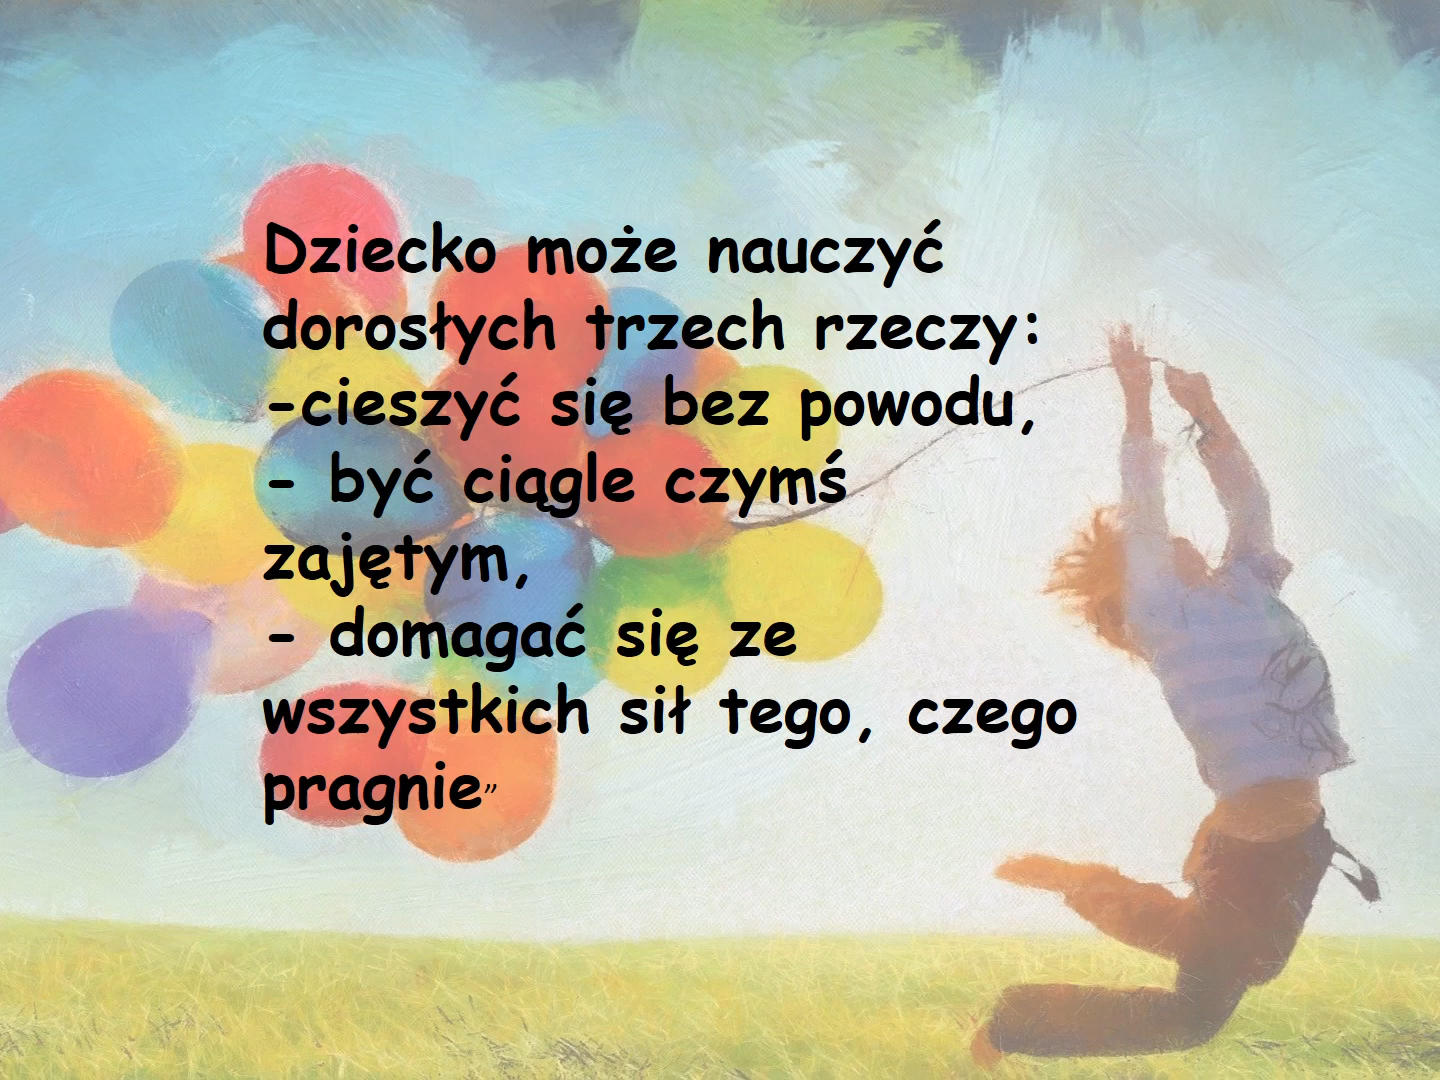 Dziecko może nauczyć
dorosłych trzech rzeczy:
-cieszyć się bez powodu,
- być ciągle czymś
zajętym,
- domagać się ze
wszystkich sił tego, czego
pragnie”